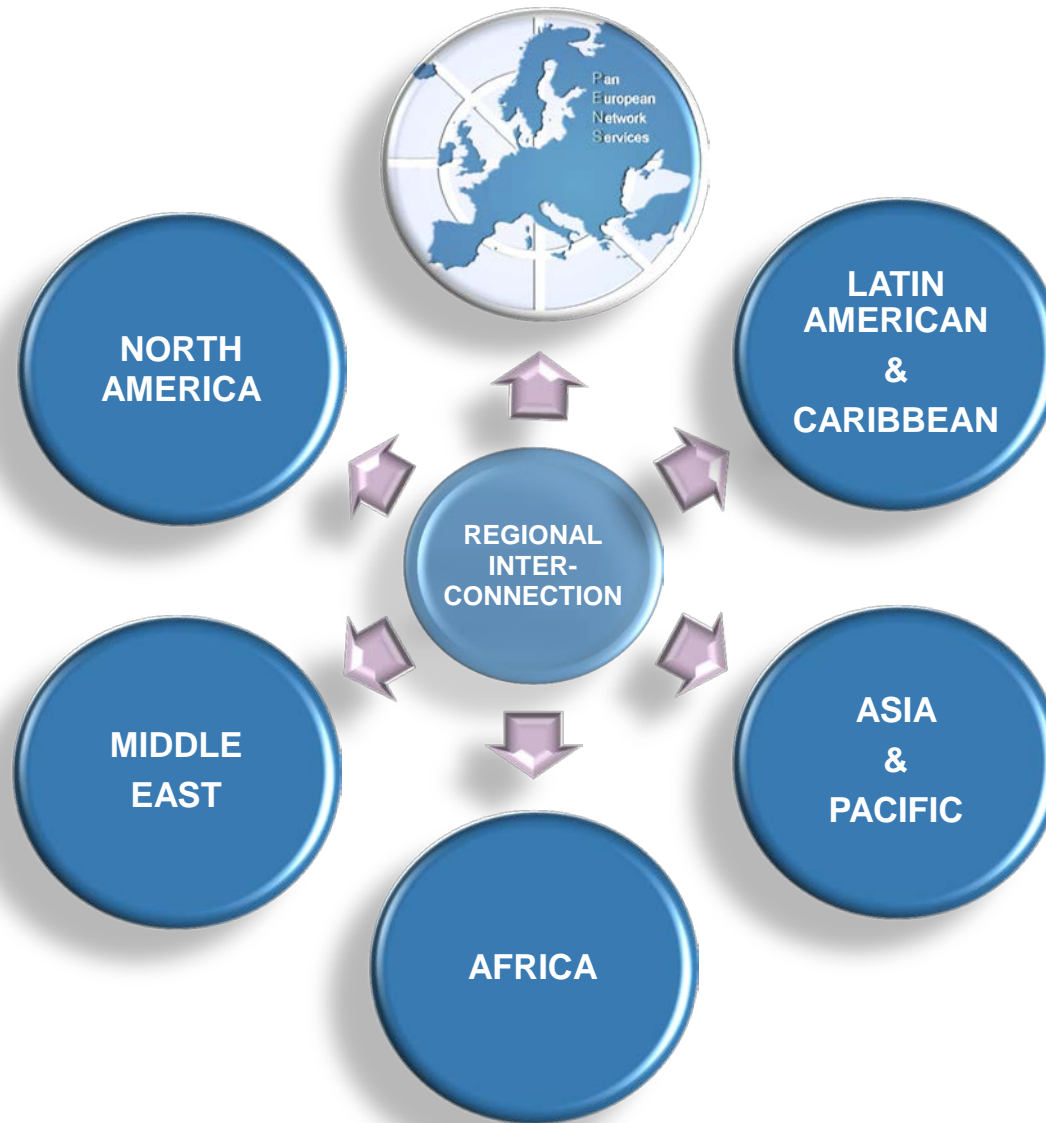 Pan
European
Network
Services
NORTH
AMERICA
LATIN
AMERICAN
&
CARIBBEAN
REGIONAL
INTER-
CONNECTION
MIDDLE
EAST
ASIA
&
PACIFIC
AFRICA